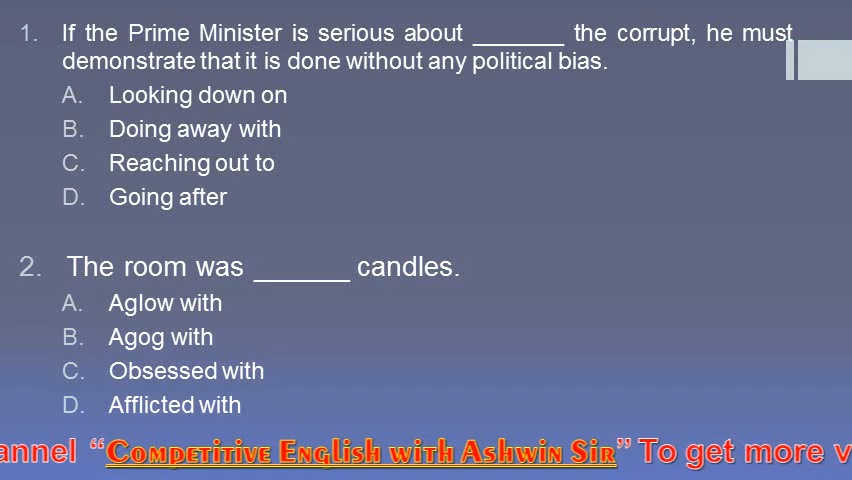 1. If the Prime Minister is serious about _______ the corrupt, he must
demonstrate that it is done without any political bias.
A. Looking down on
B. Doing away with
C. Reaching out to
D. Going after
2. The room was ______ candles.
A. Aglow with
B. Agog with
C. Obsessed with
D. Afflicted with
annel “Competitive English with Ashwin Sir” To get more v